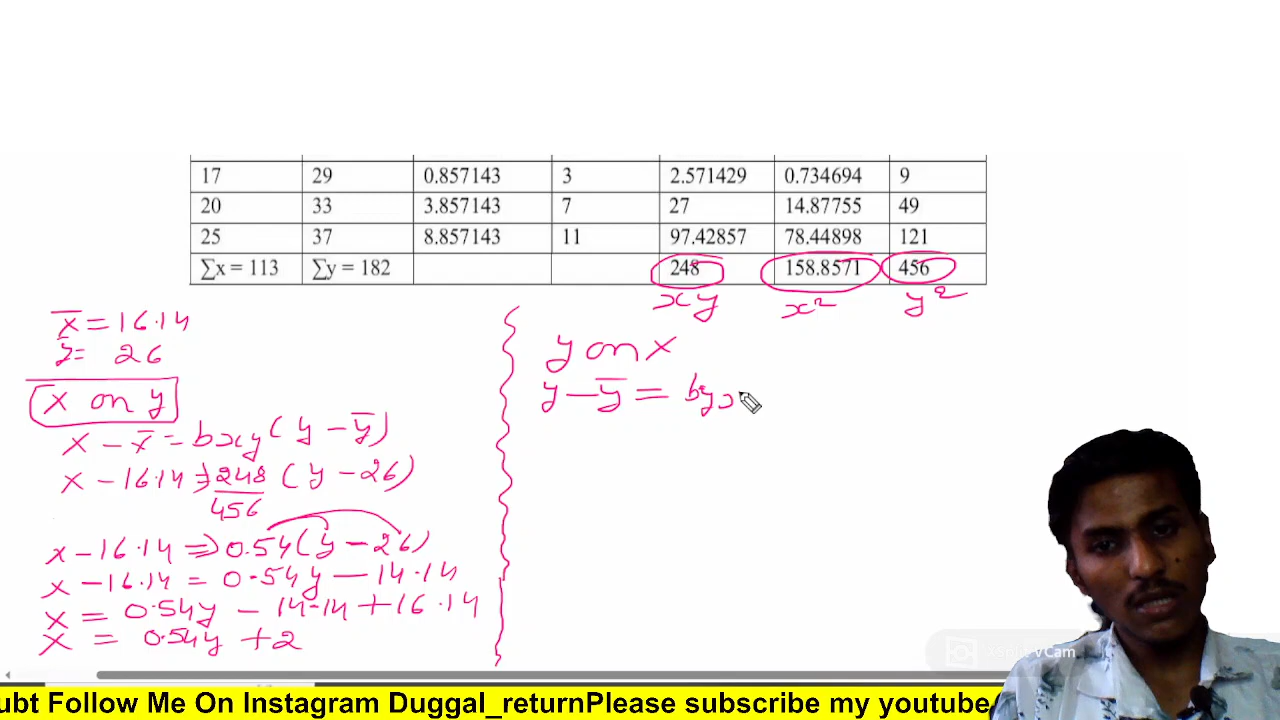 17 29 0.857143 3 2.571429 0.734694 9
20 33 3.857143 7 27 14.87755 49
25 37 8.857143 11 97.42857 78.44898 121
∑x = 113 ∑y = 182 248 158.8571 456
xy x² y²
x̄ = 16.14
ȳ = 26
x on y
x - x̄ = bxy (y - ȳ)
x - 16.14 = 248/456 (y - 26)
x - 16.14 => 0.54 (y - 26)
x - 16.14 = 0.54y - 14.14
x = 0.54y - 14.14 + 16.14
x = 0.54y + 2
y on x
y - ȳ = byx
VCam
ubt Follow Me On Instagram Duggal_returnPlease subscribe my youtube